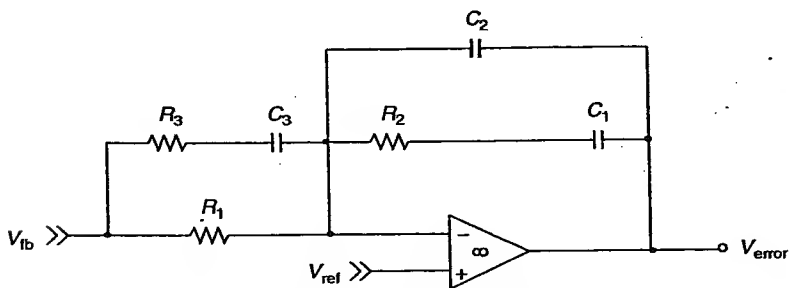 C2
R3
C3
R2
C1
R1
Vfb
−
∞
Verror
Vref
+